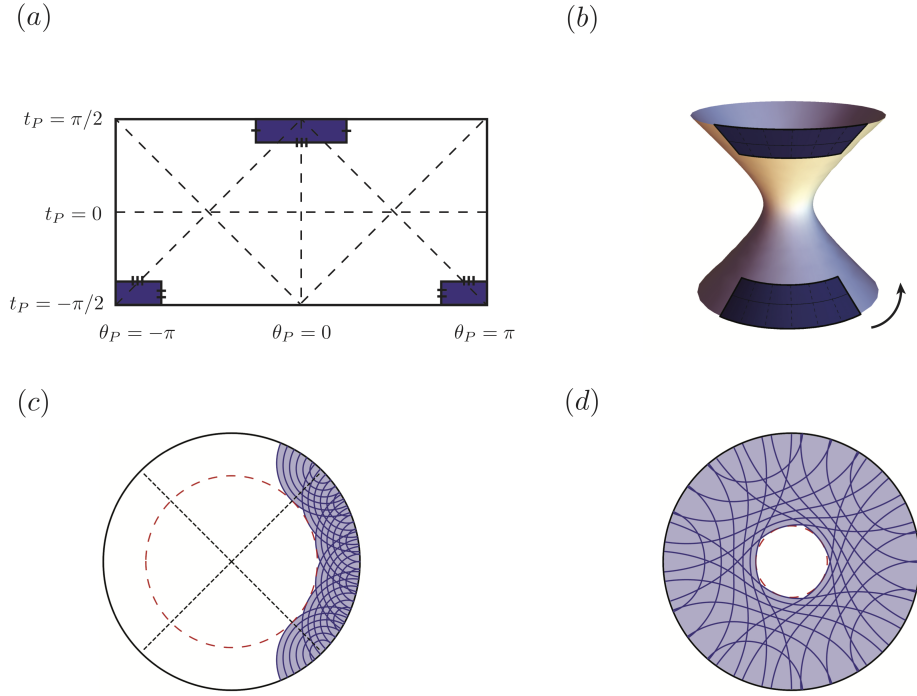 (a)
(b)
t_P = π/2
t_P = 0
t_P = −π/2
θ_P = −π
θ_P = 0
θ_P = π
(c)
(d)